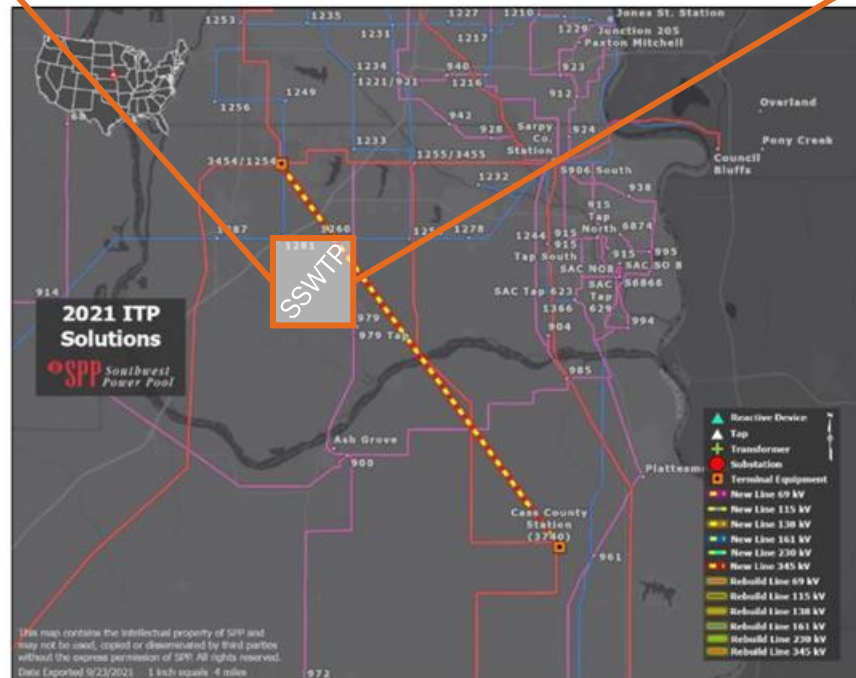 1253
1235
1227
1210
Jones St. Station
1231
1217
1229
Junction 205
Paxton Mitchell
1234
940
923
1221/921
1216
1249
912
1256
942
Overland
928
Sarpy
Co.
Station
924
1233
Pony Creek
3454/1254
1255/3455
Council
Bluffs
S906 South
1232
938
915
Tap
North
6874
1287
1260
1278
1244
915
915
Tap South
915
995
1281
SAC NO8
SAC SO 8
SSWTP
914
SAC Tap 623
SAC
Tap
629
S6866
1366
2021 ITP
Solutions
979
979 Tap
904
994
SPP Southwest
Power Pool
985
Ash Grove
900
Cass County
Station
(3740)
961
972
Reactive Device
Tap
Transformer
Substation
Terminal Equipment
New Line 69 kV
New Line 115 kV
New Line 138 kV
New Line 161 kV
New Line 230 kV
New Line 345 kV
Rebuild Line 69 kV
Rebuild Line 115 kV
Rebuild Line 138 kV
Rebuild Line 161 kV
Rebuild Line 230 kV
Rebuild Line 345 kV
This map contains the intellectual property of SPP and
may not be used, copied or disseminated by third parties
without the express permission of SPP. All rights reserved.
Date Exported 9/23/2021 1 inch equals 4 miles